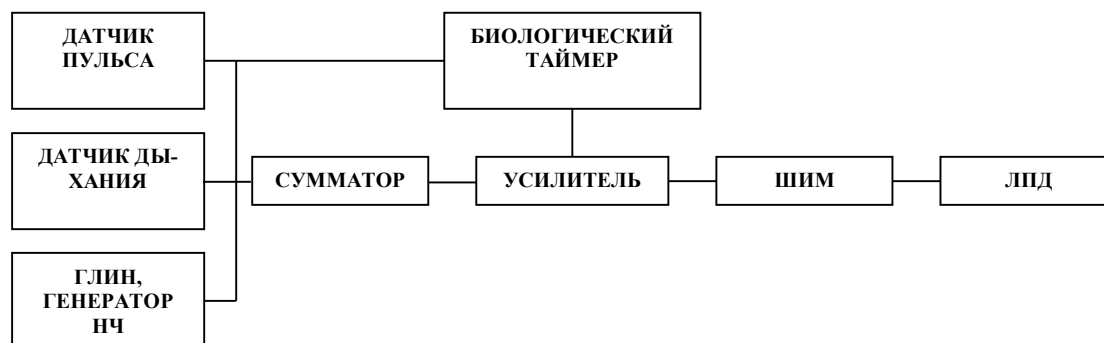 ДАТЧИК
ПУЛЬСА
БИОЛОГИЧЕСКИЙ
ТАЙМЕР
ДАТЧИК ДЫ-
ХАНИЯ
СУММАТОР
УСИЛИТЕЛЬ
ШИМ
ЛПД
ГЛИН,
ГЕНЕРАТОР
НЧ